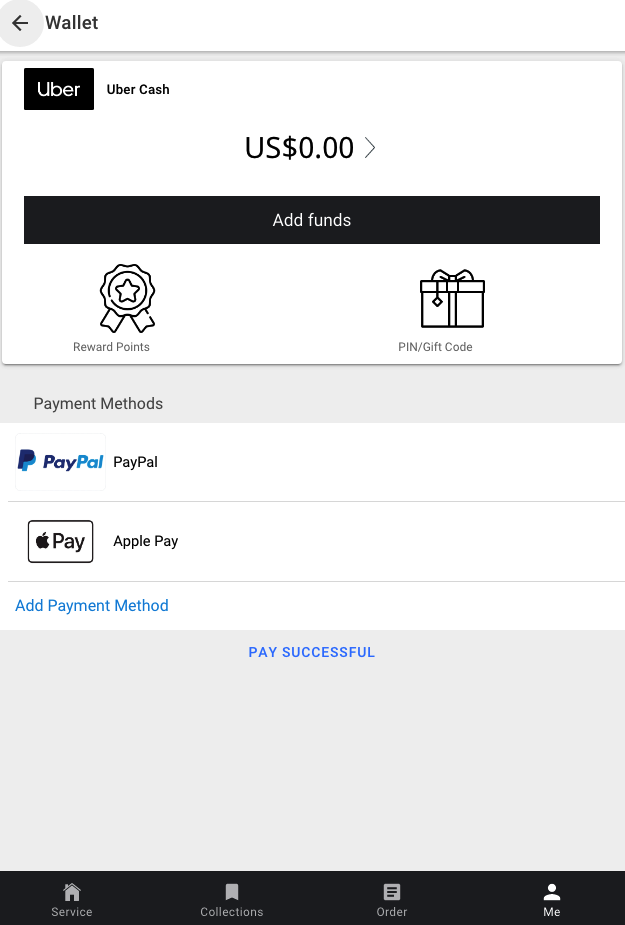 Wallet
Uber
Uber Cash
US$0.00
Add funds
Reward Points
PIN/Gift Code
Payment Methods
PayPal
PayPal
Pay
Apple Pay
Add Payment Method
PAY SUCCESSFUL
Service
Collections
Order
Me